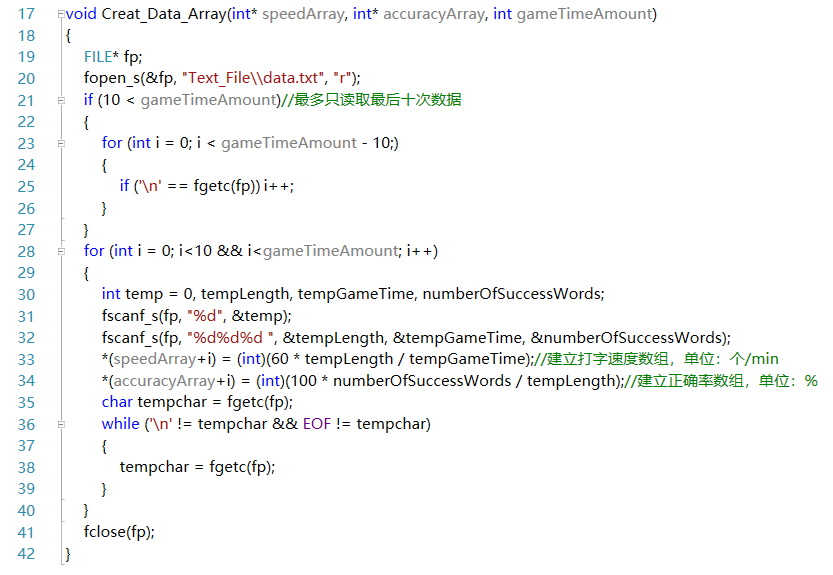 17 void Creat_Data_Array(int* speedArray, int* accuracyArray, int gameTimeAmount)
18 {
19 FILE* fp;
20 fopen_s(&fp, "Text_File\\data.txt", "r");
21 if (10 < gameTimeAmount)//最多只读取最后十次数据
22 {
23 for (int i = 0; i < gameTimeAmount - 10;)
24 {
25 if ('\n' == fgetc(fp)) i++;
26 }
27 }
28 for (int i = 0; i<10 && i<gameTimeAmount; i++)
29 {
30 int temp = 0, tempLength, tempGameTime, numberOfSuccessWords;
31 fscanf_s(fp, "%d", &temp);
32 fscanf_s(fp, "%d%d%d ", &tempLength, &tempGameTime, &numberOfSuccessWords);
33 *(speedArray+i) = (int)(60 * tempLength / tempGameTime);//建立打字速度数组，单位：个/min
34 *(accuracyArray+i) = (int)(100 * numberOfSuccessWords / tempLength);//建立正确率数组，单位：%
35 char tempchar = fgetc(fp);
36 while ('\n' != tempchar && EOF != tempchar)
37 {
38 tempchar = fgetc(fp);
39 }
40 }
41 fclose(fp);
42 }